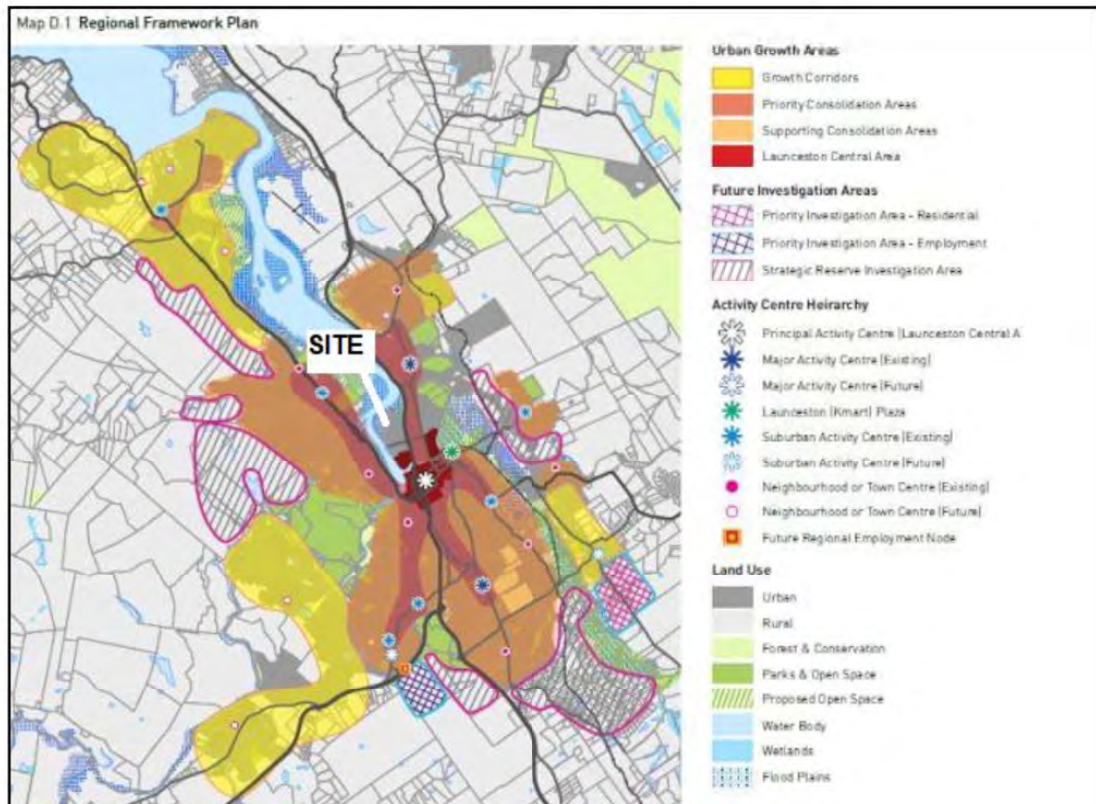 Map D.1 Regional Framework Plan
SITE
Urban Growth Areas
Growth Corridors
Priority Consolidation Areas
Supporting Consolidation Areas
Launceston Central Area
Future Investigation Areas
Priority Investigation Area - Residential
Priority Investigation Area - Employment
Strategic Reserve Investigation Area
Activity Centre Heirarchy
Principal Activity Centre (Launceston Central A
Major Activity Centre (Existing)
Major Activity Centre (Future)
Launceston (Kmart) Plaza
Suburban Activity Centre (Existing)
Suburban Activity Centre (Future)
Neighbourhood or Town Centre (Existing)
Neighbourhood or Town Centre (Future)
Future Regional Employment Node
Land Use
Urban
Rural
Forest & Conservation
Parks & Open Space
Proposed Open Space
Water Body
Wetlands
Flood Plains